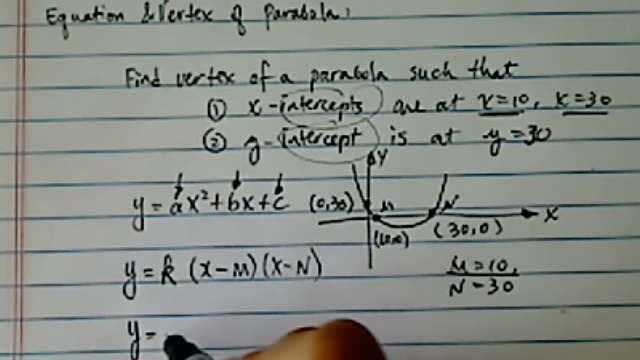 Equation & Vertex of Parabola:
Find vertex of a parabola such that
① x-intercepts are at x=10, x=30
② y-intercept is at y=30
y = ax²+bx+c
(0,30)
y
M
N
x
(10,0)
(30,0)
y = k (x-M)(x-N)
M=10,
N=30
y =